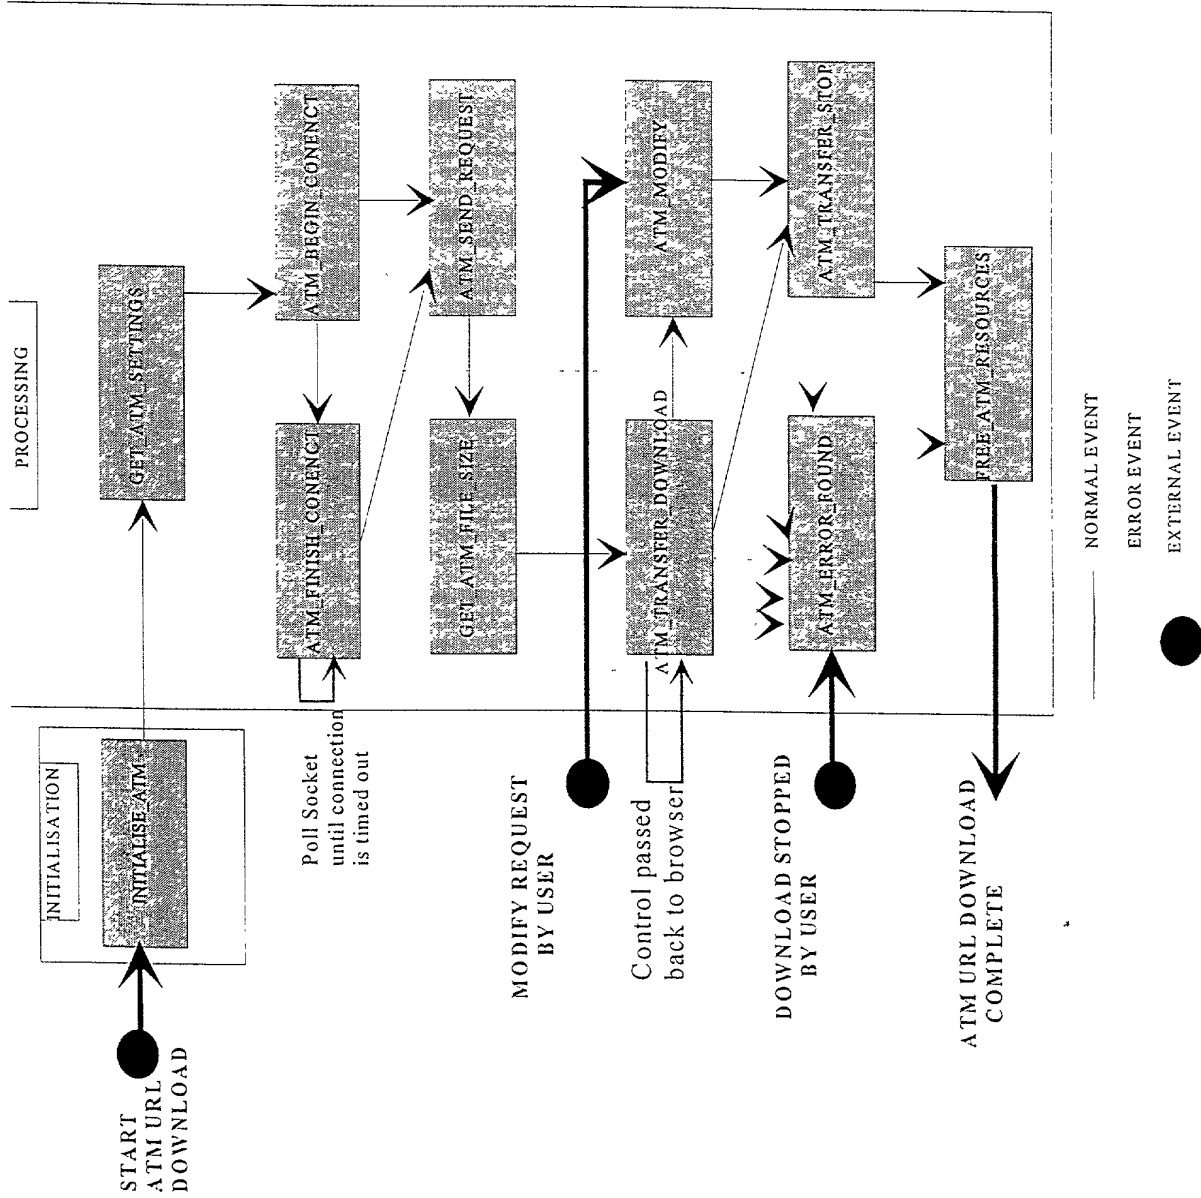 START
ATM URL
DOWNLOAD
INITIALISATION
INITIALISE_ATM
PROCESSING
GET_ATM_SETTINGS
Poll Socket
until connection
is timed out
ATM_FINISH_CONENCT
ATM_BEGIN_CONENCT
GET_ATM_FILE_SIZE
ATM_SEND_REQUEST
MODIFY REQUEST
BY USER
Control passed
back to browser
ATM_TRANSFER_DOWNLOAD
ATM_MODIFY
DOWNLOAD STOPPED
BY USER
ATM_ERROR_FOUND
ATM_TRANSFER_STOP
ATM URL DOWNLOAD
COMPLETE
FREE_ATM_RESOURCES
NORMAL EVENT
ERROR EVENT
EXTERNAL EVENT